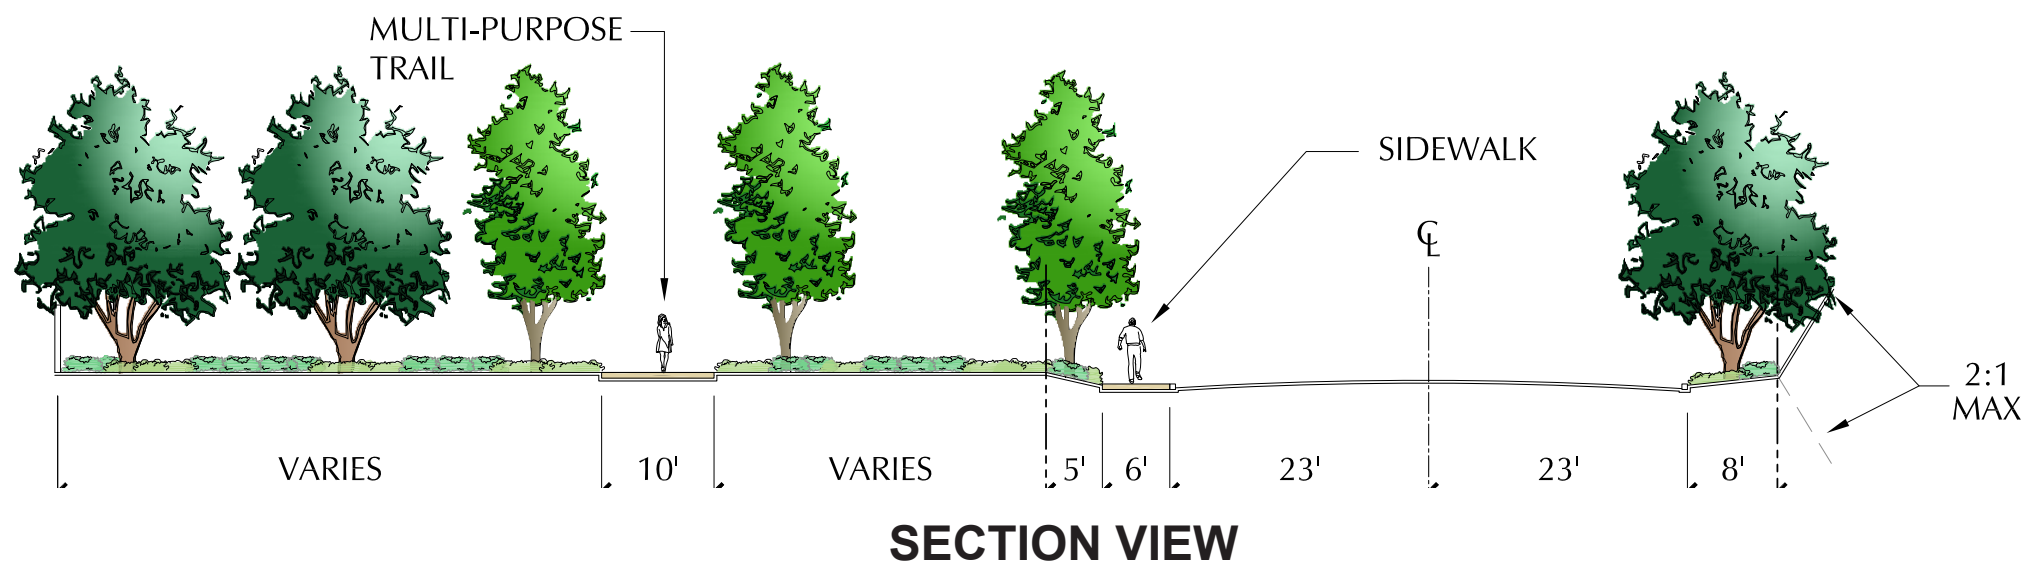 MULTI-PURPOSE
TRAIL
SIDEWALK
℄
2:1
MAX
VARIES 10' VARIES 5' 6' 23' 23' 8'
SECTION VIEW